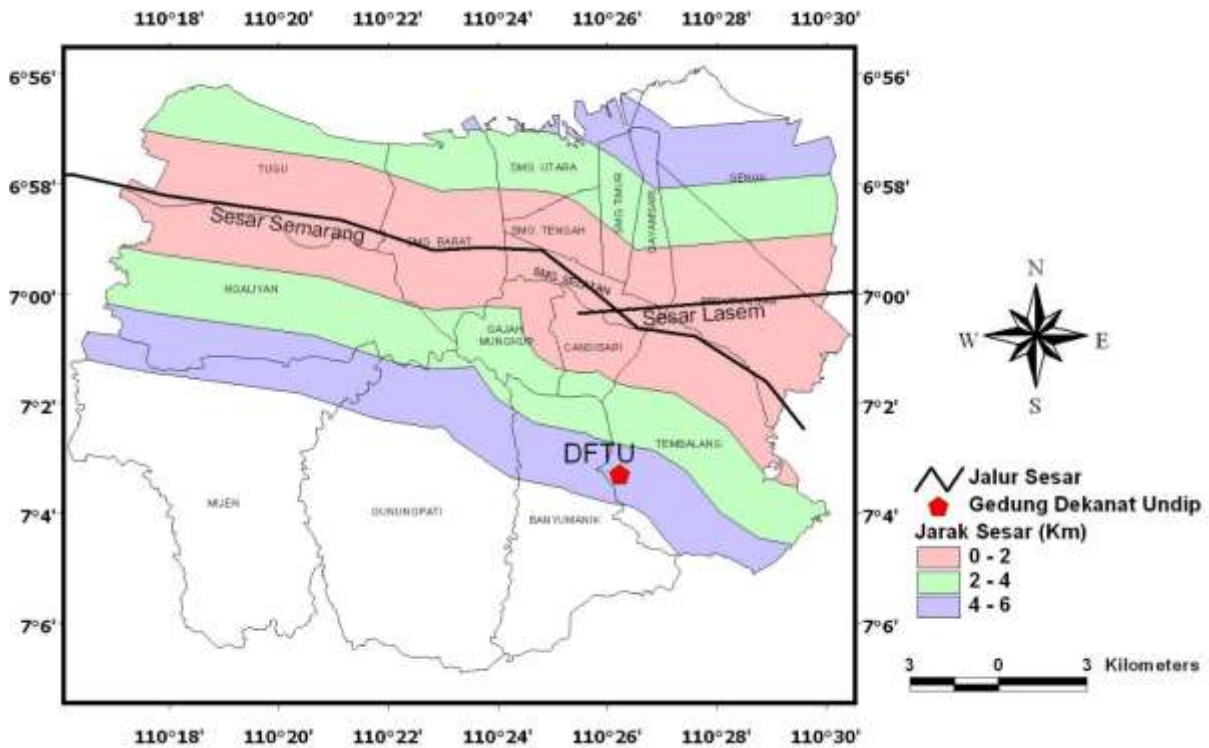 110°18' 110°20' 110°22' 110°24' 110°26' 110°28' 110°30'
6°56' 6°56'
6°58' 6°58'
7°00' 7°00'
7°2' 7°2'
7°4' 7°4'
7°6' 7°6'
TUGU
SMG UTARA
GENUK
SMG TIMUR
GAYAMSARI
Sesar Semarang
SMG BARAT
SMG TENGAH
SMG SELATAN
NGALIYAN
Sesar Lasem
GAJAH
MUNGKUR
CANDISARI
TEMBALANG
DFTU
MIJEN
GUNUNGPATI
BANYUMANIK
N
W E
S
Jalur Sesar
Gedung Dekanat Undip
Jarak Sesar (Km)
0 - 2
2 - 4
4 - 6
3 0 3 Kilometers
110°18' 110°20' 110°22' 110°24' 110°26' 110°28' 110°30'